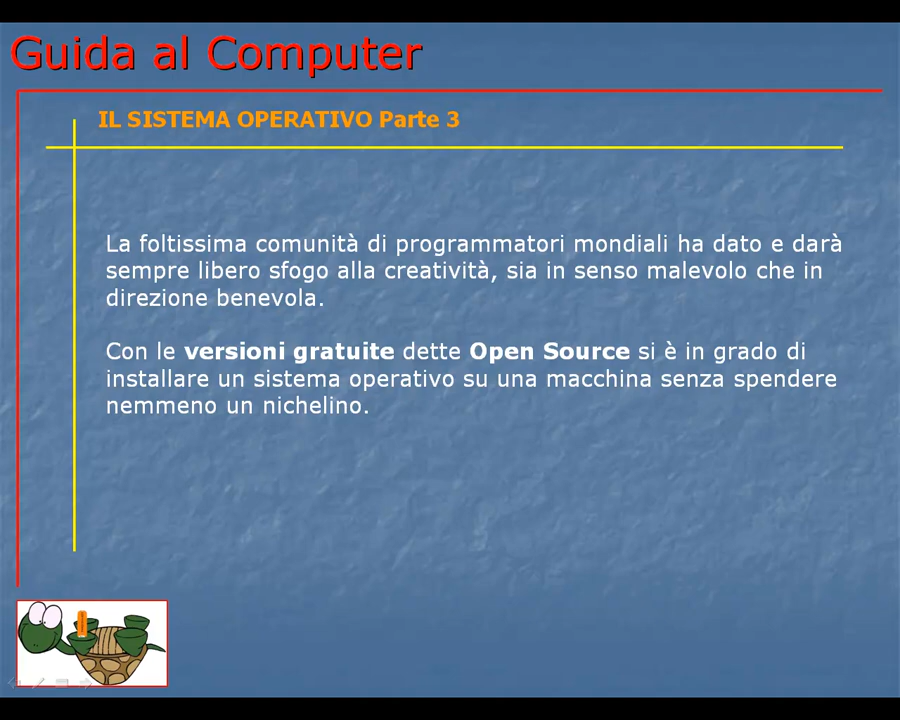 Guida al Computer
IL SISTEMA OPERATIVO Parte 3
La foltissima comunità di programmatori mondiali ha dato e darà
sempre libero sfogo alla creatività, sia in senso malevolo che in
direzione benevola.
Con le versioni gratuite dette Open Source si è in grado di
installare un sistema operativo su una macchina senza spendere
nemmeno un nichelino.